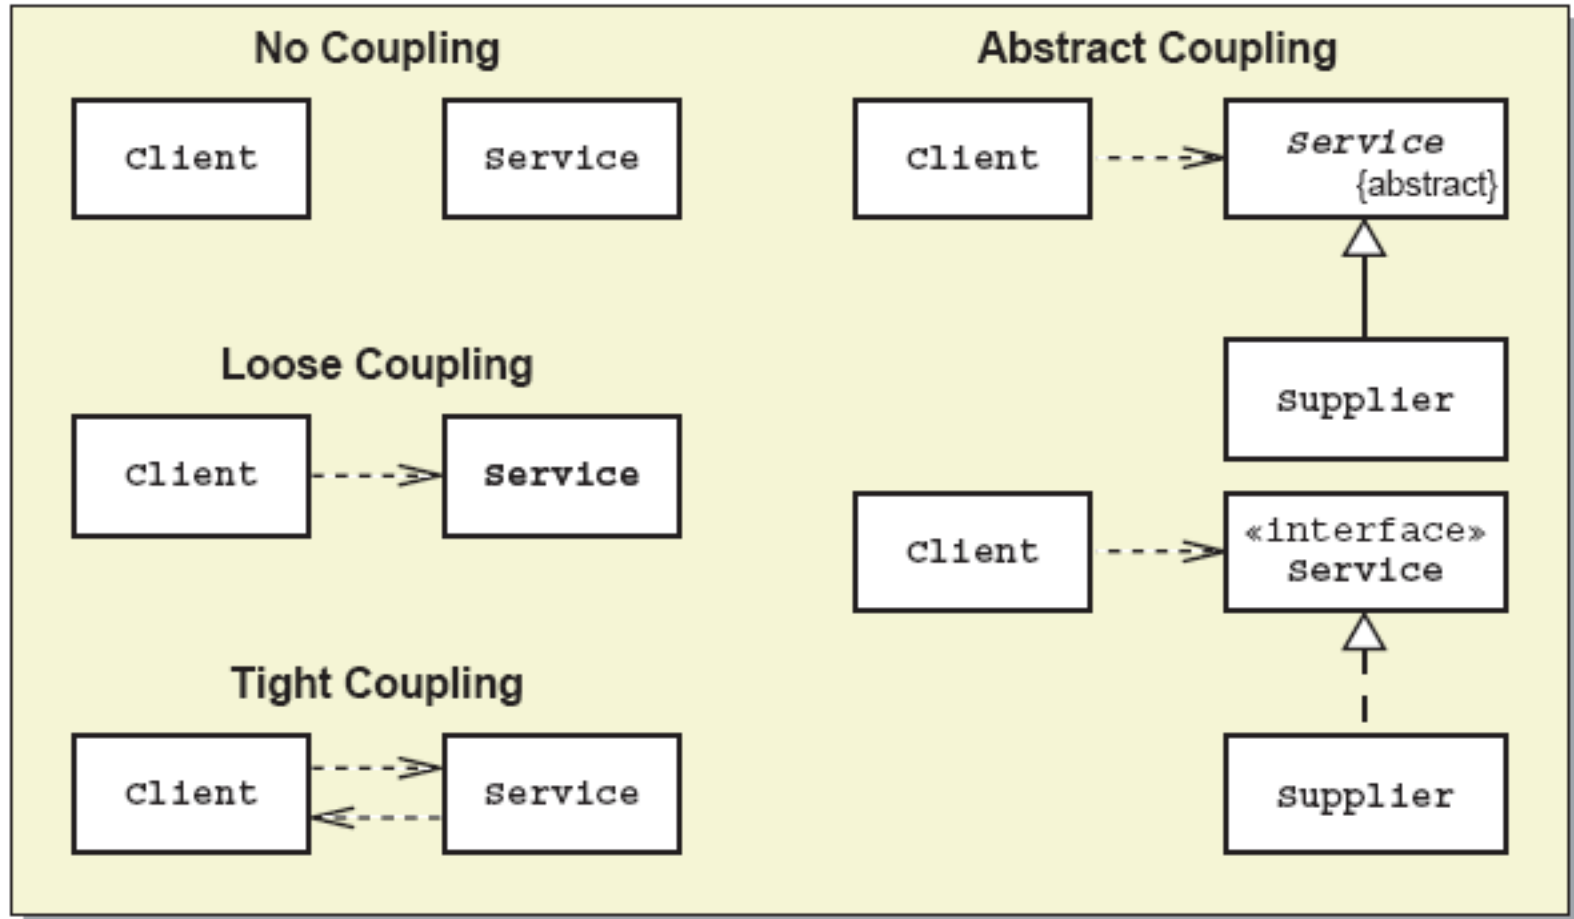 No Coupling
Client
Service
Loose Coupling
Client
Service
Tight Coupling
Client
Service
Abstract Coupling
Client
Service
{abstract}
Supplier
Client
«interface»
Service
Supplier